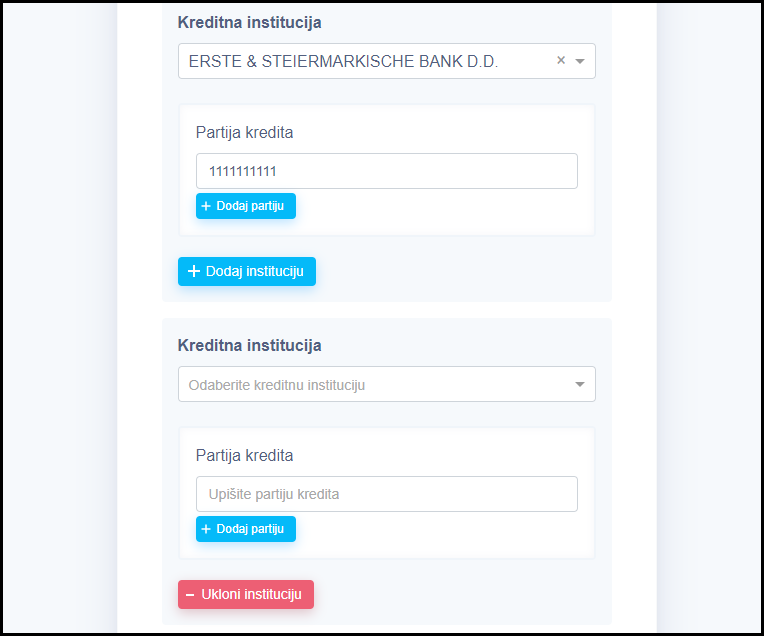 Kreditna institucija
ERSTE & STEIERMARKISCHE BANK D.D. ×
Partija kredita
1111111111
+ Dodaj partiju
+ Dodaj instituciju
Kreditna institucija
Odaberite kreditnu instituciju
Partija kredita
Upišite partiju kredita
+ Dodaj partiju
− Ukloni instituciju